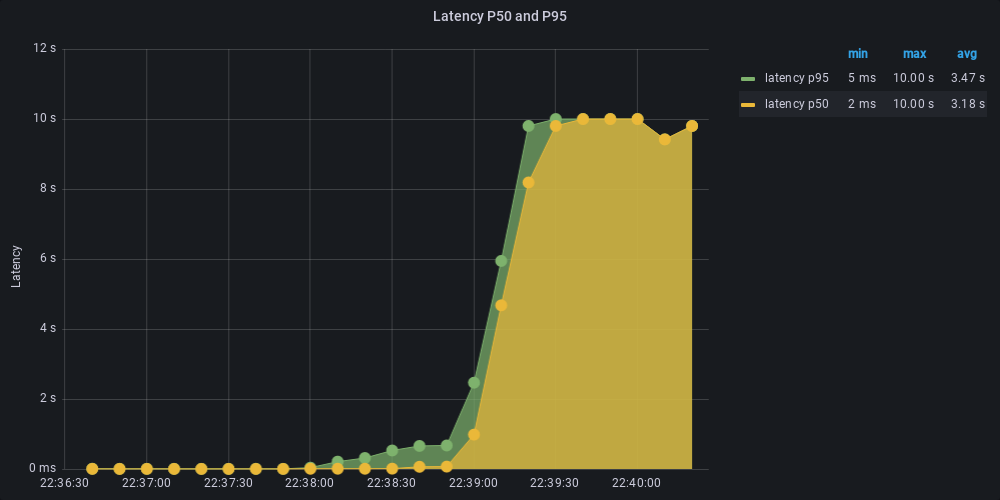 Latency P50 and P95
min max avg
latency p95 5 ms 10.00 s 3.47 s
latency p50 2 ms 10.00 s 3.18 s
Latency
12 s
10 s
8 s
6 s
4 s
2 s
0 ms
22:36:30 22:37:00 22:37:30 22:38:00 22:38:30 22:39:00 22:39:30 22:40:00